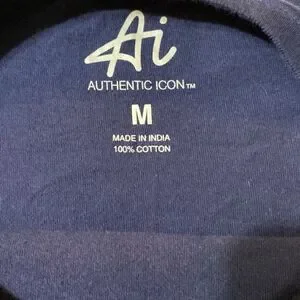 Ai
AUTHENTIC ICON™
M
MADE IN INDIA
100% COTTON